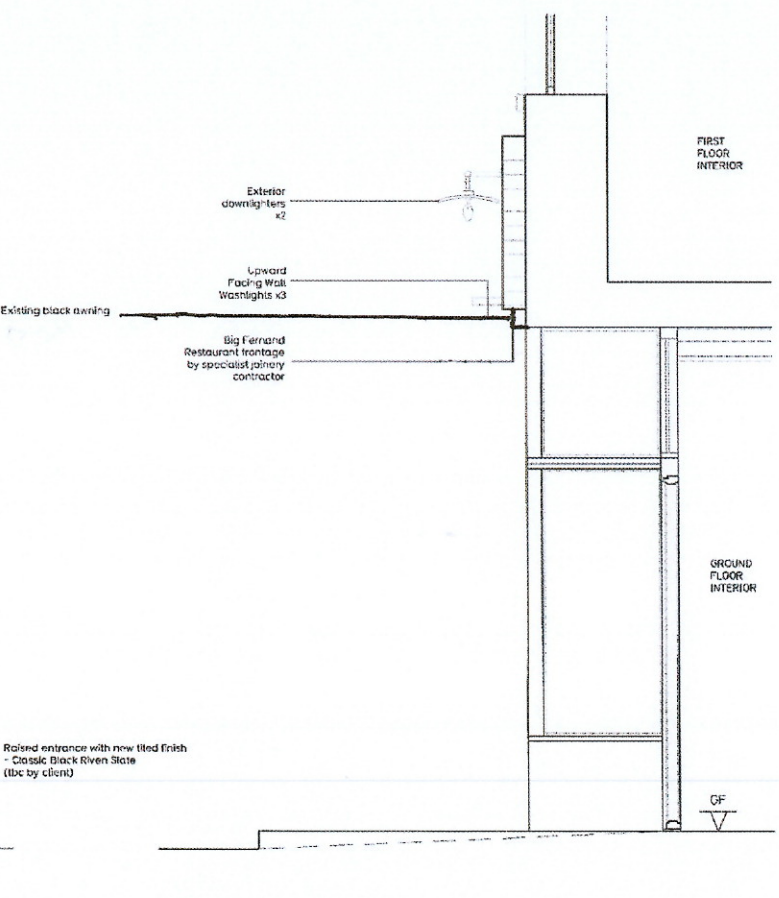 FIRST
FLOOR
INTERIOR
Exterior
downlighters
x2
Upward
Facing Wall
Washlights x3
Existing black awning
Big Fernand
Restaurant frontage
by specialist joinery
contractor
GROUND
FLOOR
INTERIOR
Raised entrance with new tiled finish
- Classic Black Riven Slate
(tbc by client)
GF